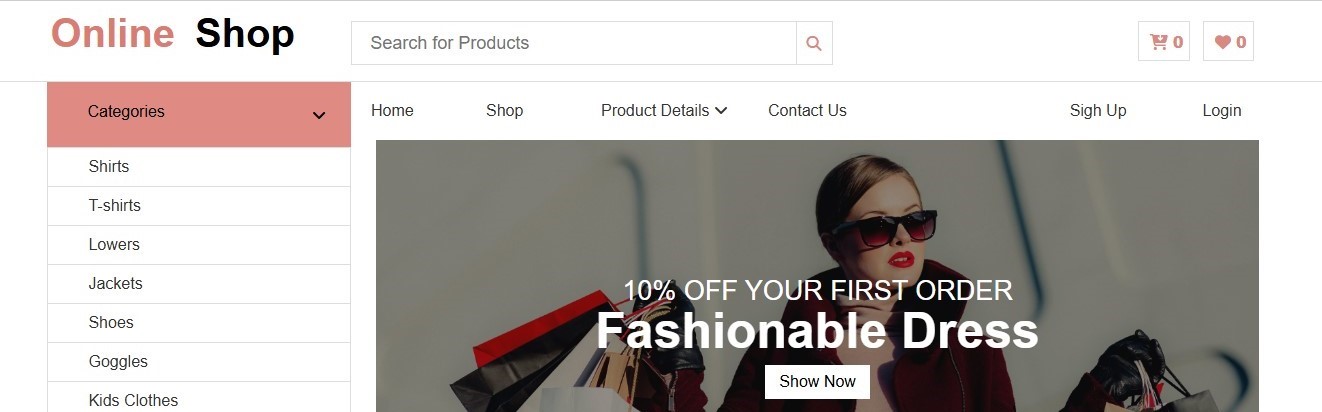 Online Shop
Search for Products
0
0
Categories
Home
Shop
Product Details
Contact Us
Sigh Up
Login
Shirts
T-shirts
Lowers
Jackets
Shoes
Goggles
Kids Clothes
10% OFF YOUR FIRST ORDER
Fashionable Dress
Show Now